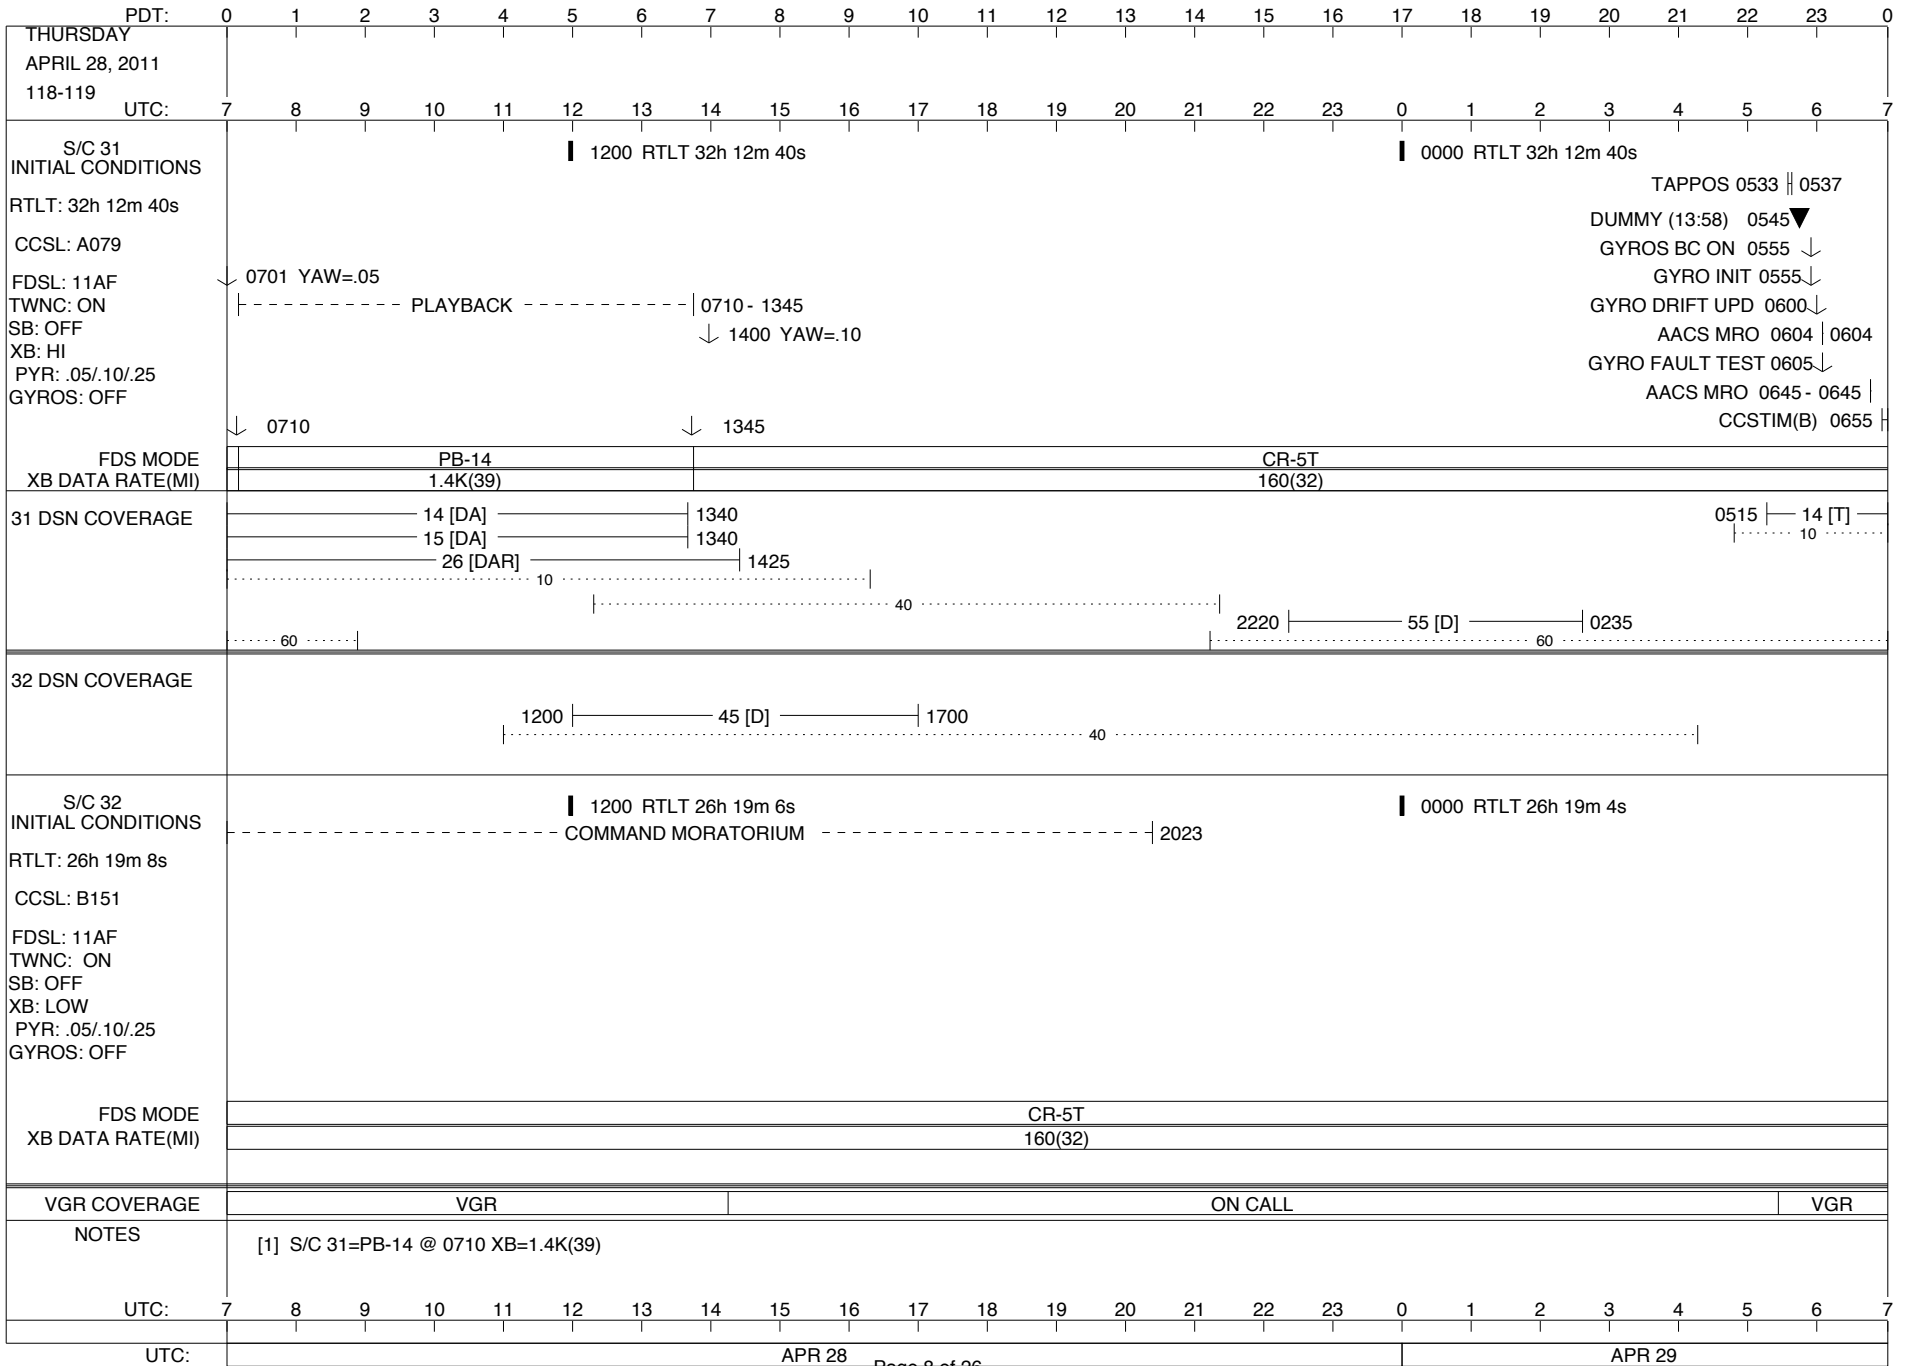 PDT: 0 1 2 3 4 5 6 7 8 9 10 11 12 13 14 15 16 17 18 19 20 21 22 23 0
THURSDAY
APRIL 28, 2011
118-119
UTC: 7 8 9 10 11 12 13 14 15 16 17 18 19 20 21 22 23 0 1 2 3 4 5 6 7
S/C 31
INITIAL CONDITIONS
RTLT: 32h 12m 40s
CCSL: A079
FDSL: 11AF
TWNC: ON
SB: OFF
XB: HI
PYR: .05/.10/.25
GYROS: OFF
1200 RTLT 32h 12m 40s
0000 RTLT 32h 12m 40s
TAPPOS 0533 0537
DUMMY (13:58) 0545
GYROS BC ON 0555
0701 YAW=.05
GYRO INIT 0555
PLAYBACK 0710 - 1345
GYRO DRIFT UPD 0600
1400 YAW=.10
AACS MRO 0604 0604
GYRO FAULT TEST 0605
AACS MRO 0645 - 0645
0710
1345
CCSTIM(B) 0655
FDS MODE PB-14 CR-5T
XB DATA RATE(MI) 1.4K(39) 160(32)
31 DSN COVERAGE
14 [DA] 1340
0515 14 [T]
15 [DA] 1340
10
26 [DAR] 1425
10
40
2220 55 [D] 0235
60
60
32 DSN COVERAGE
1200 45 [D] 1700
40
S/C 32
INITIAL CONDITIONS
RTLT: 26h 19m 8s
CCSL: B151
FDSL: 11AF
TWNC: ON
SB: OFF
XB: LOW
PYR: .05/.10/.25
GYROS: OFF
1200 RTLT 26h 19m 6s
0000 RTLT 26h 19m 4s
COMMAND MORATORIUM 2023
FDS MODE CR-5T
XB DATA RATE(MI) 160(32)
VGR COVERAGE VGR ON CALL VGR
NOTES
[1] S/C 31=PB-14 @ 0710 XB=1.4K(39)
UTC: 7 8 9 10 11 12 13 14 15 16 17 18 19 20 21 22 23 0 1 2 3 4 5 6 7
UTC: APR 28 APR 29
Page 8 of 26